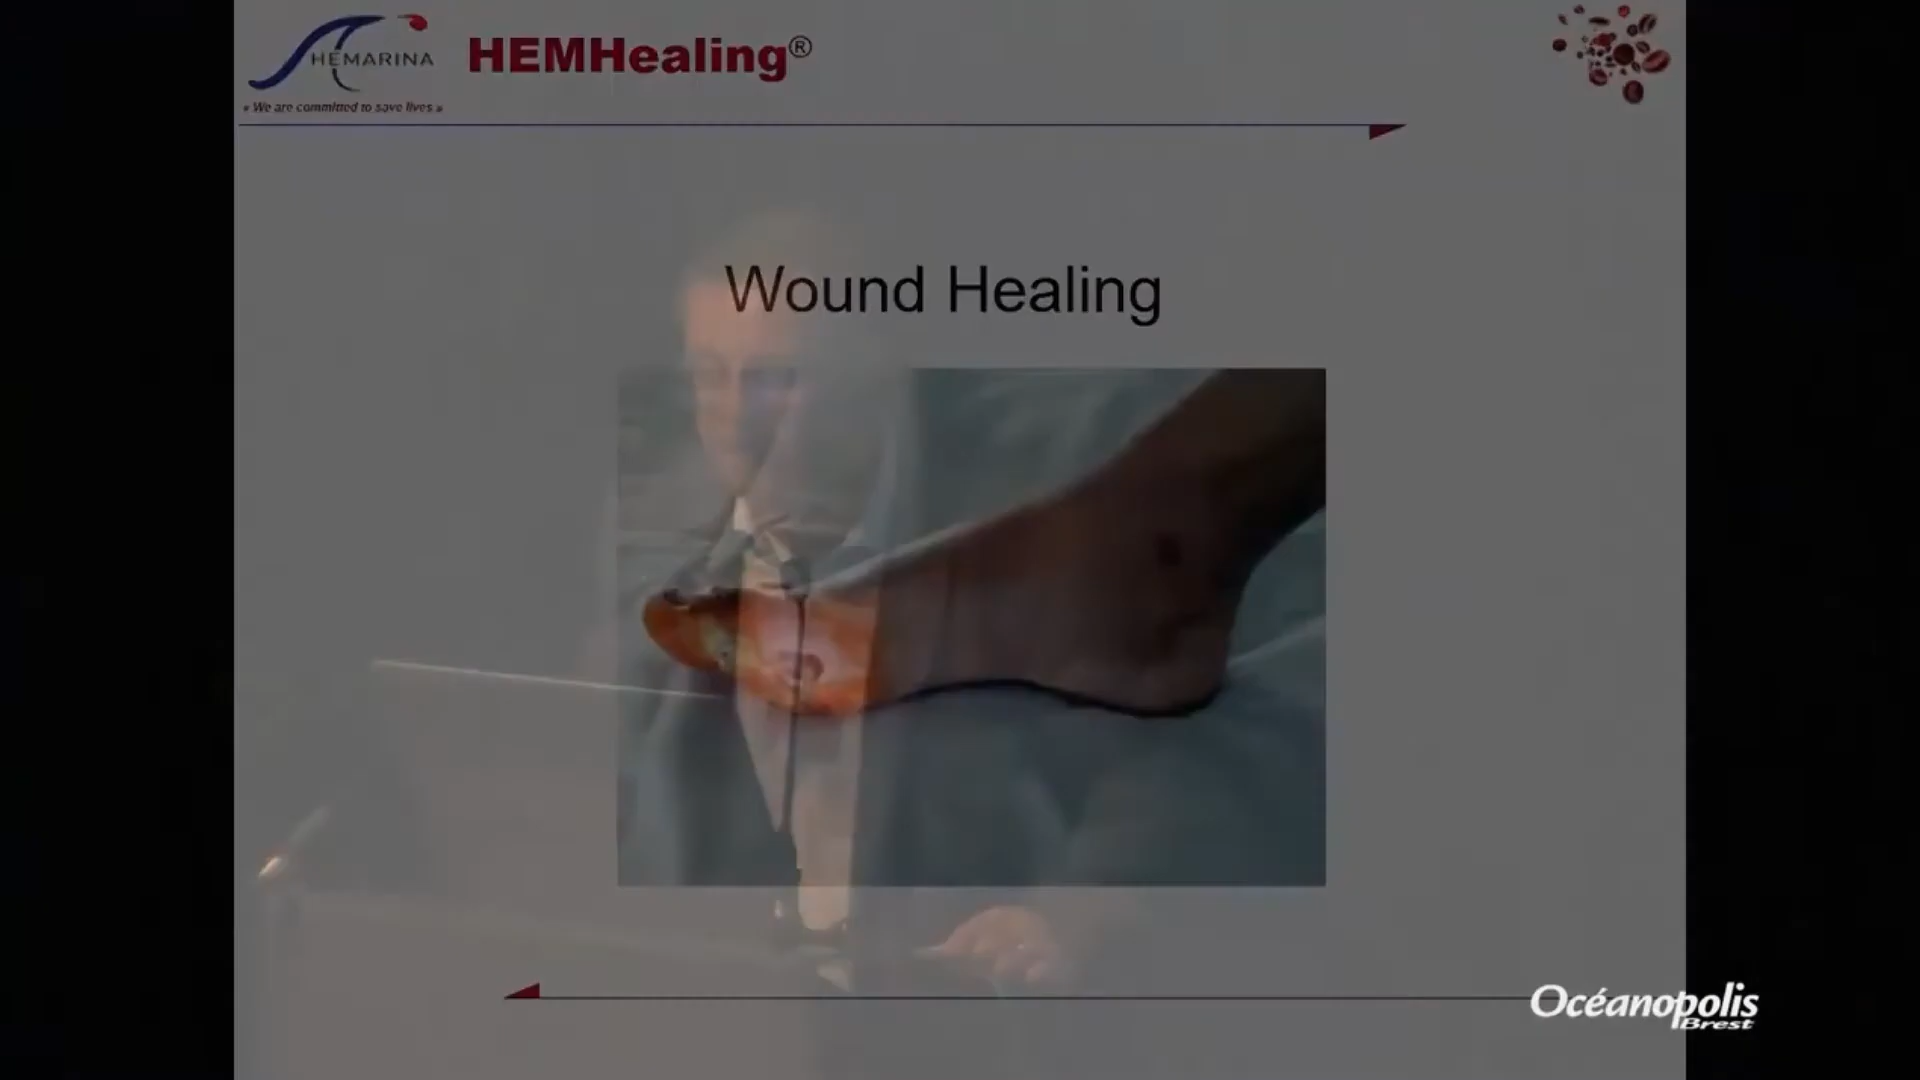 HEMARINA
« We are committed to save lives »
HEMHealing®
Wound Healing
Océanopolis
Brest